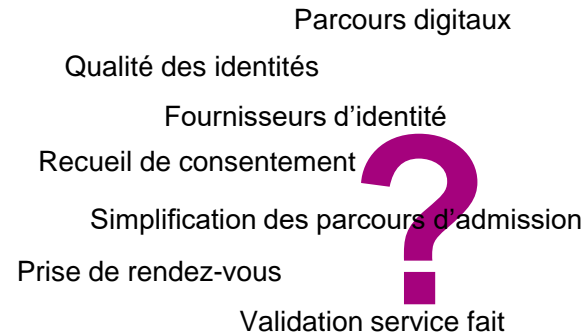 Parcours digitaux
Qualité des identités
Fournisseurs d’identité
Recueil de consentement
?
Simplification des parcours d’admission
Prise de rendez-vous
Validation service fait